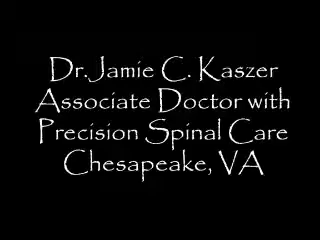 Dr.Jamie C. Kaszer
Associate Doctor with
Precision Spinal Care
Chesapeake, VA